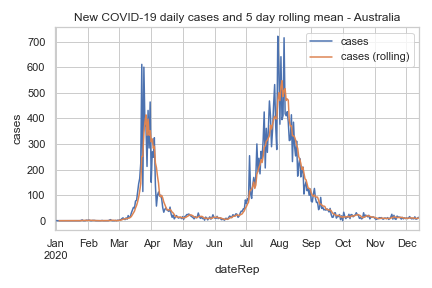 New COVID-19 daily cases and 5 day rolling mean - Australia
cases
cases (rolling)
700
600
500
400
300
200
100
0
cases
Jan Feb Mar Apr May Jun Jul Aug Sep Oct Nov Dec
2020
dateRep